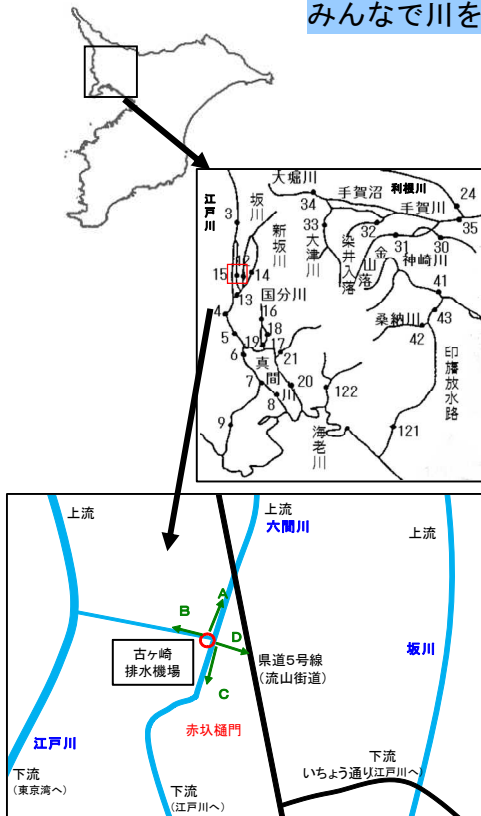 みんなで川を
大堀川
手賀沼
利根川
24
江戸川
坂川
34
手賀川
3
新坂川
33
大津川
染井入落
32
35
31
30
金山落
神崎川
12
15
14
41
13
国分川
4
16
桑納川
43
5
18
42
19
17
6
21
真間川
印旛放水路
7
20
122
8
9
海老川
121
上流
上流
六間川
上流
A
B
D
古ヶ崎
排水機場
県道5号線
(流山街道)
坂川
C
赤圦樋門
江戸川
下流
(東京湾へ)
下流
(江戸川へ)
下流
いちょう通り(江戸川へ)